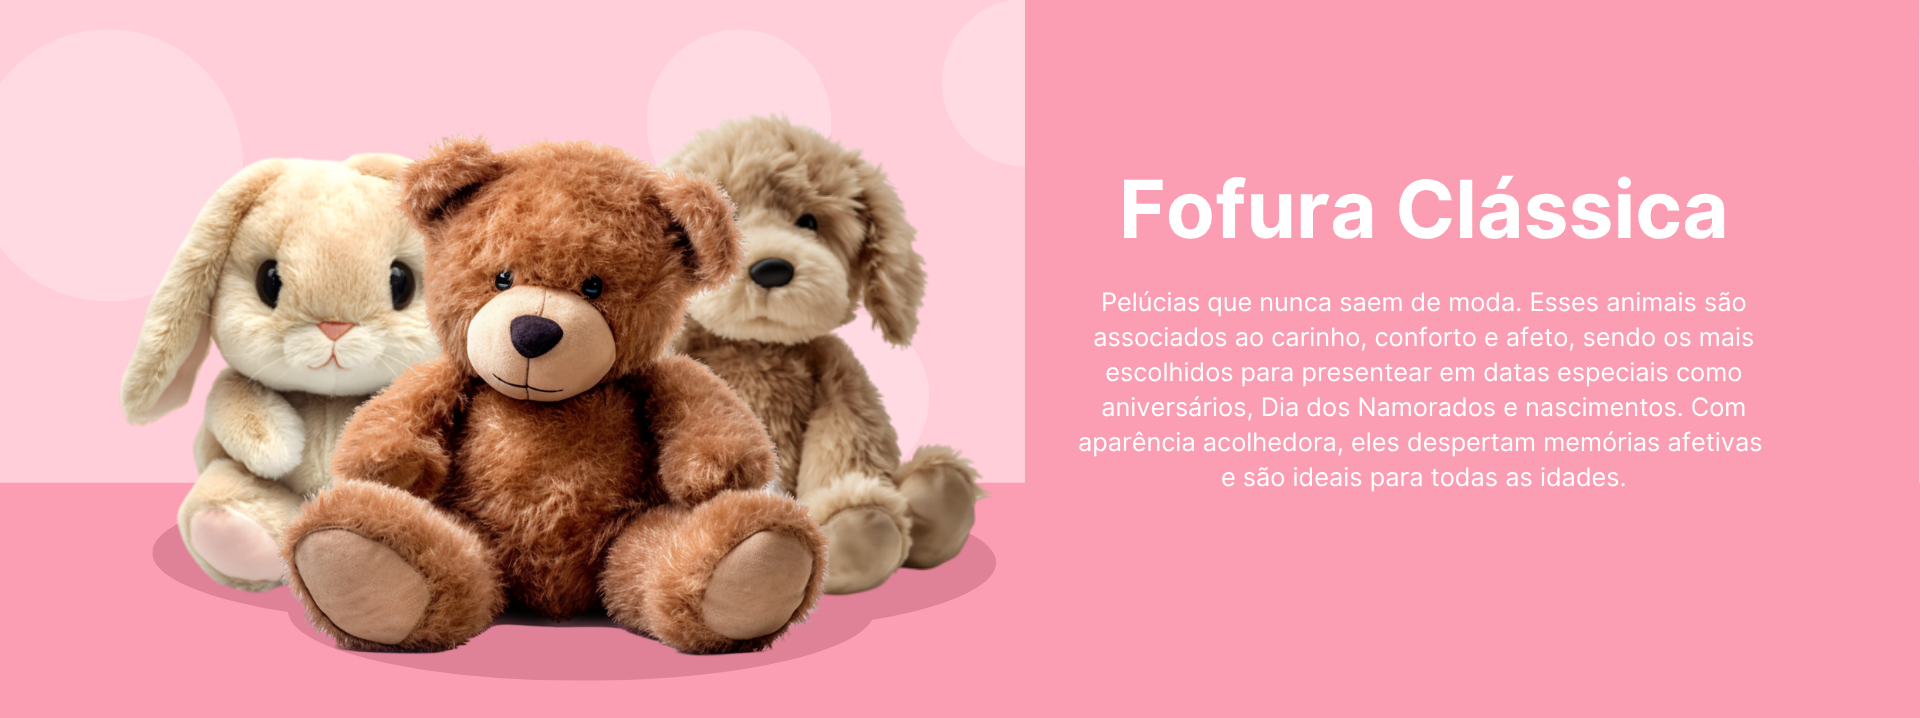 Fofura Clássica
Pelúcias que nunca saem de moda. Esses animais são
associados ao carinho, conforto e afeto, sendo os mais
escolhidos para presentear em datas especiais como
aniversários, Dia dos Namorados e nascimentos. Com
aparência acolhedora, eles despertam memórias afetivas
e são ideais para todas as idades.